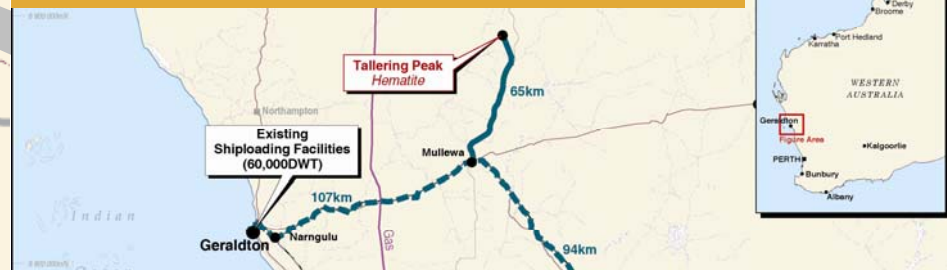 Tallering Peak
Hematite
65km
Northampton
Existing
Shiploading Facilities
(60,000DWT)
Mullewa
107km
Indian
Geraldton
Narngulu
Gas
94km
Derby
Broome
Port Hedland
Karratha
WESTERN
AUSTRALIA
Geraldton
Figure Area
Kalgoorlie
PERTH
Bunbury
Albany